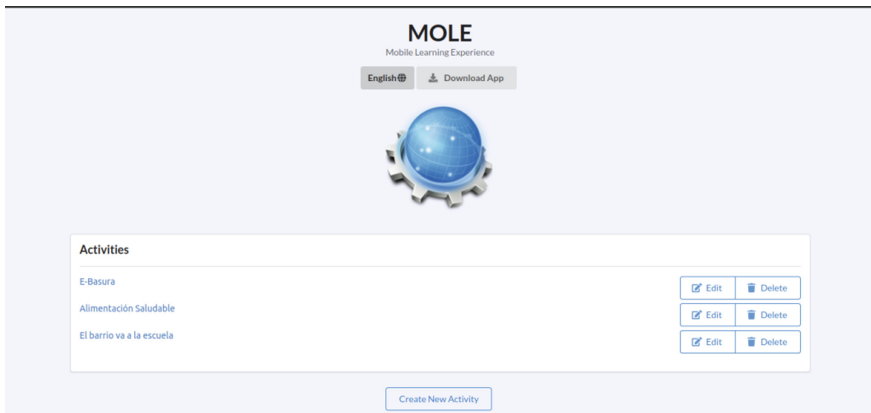 MOLE
Mobile Learning Experience
English Download App
Activities
E-Basura Edit Delete
Alimentación Saludable Edit Delete
El barrio va a la escuela Edit Delete
Create New Activity